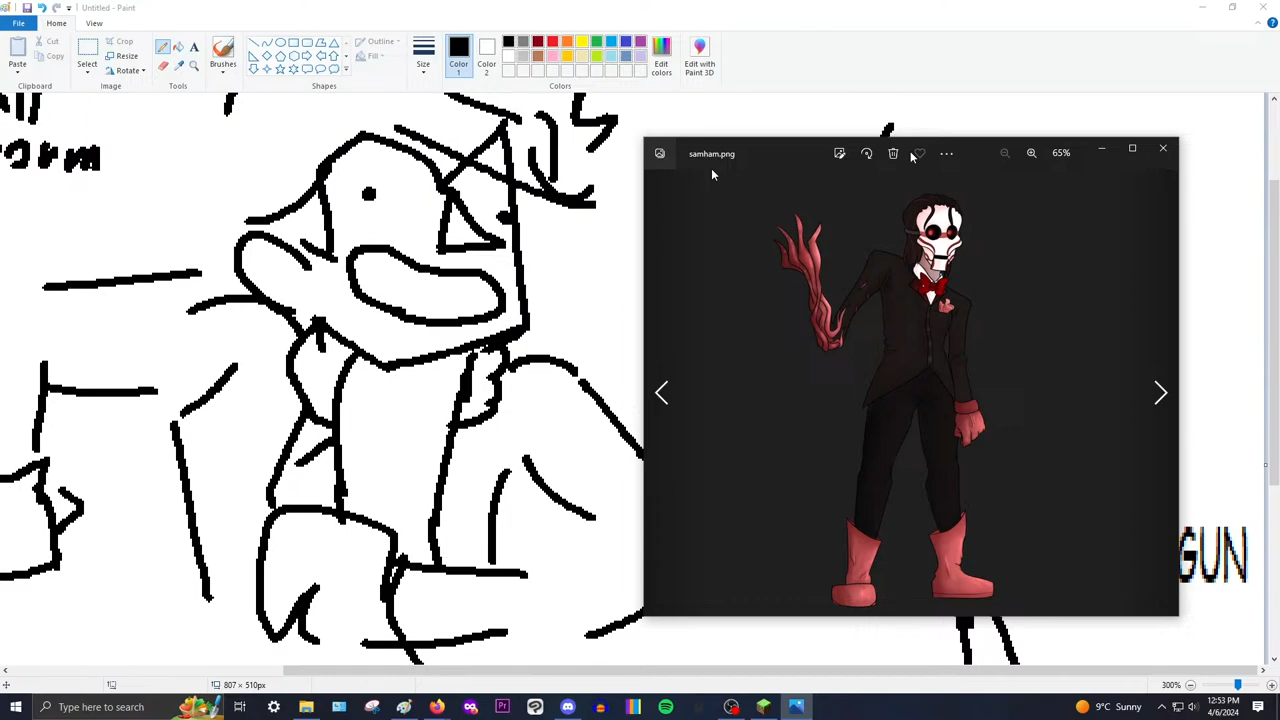 Untitled - Paint
File
Home
View
Paste
Cut
Copy
Clipboard
Select
Crop
Resize
Rotate
Image
Tools
Brushes
Shapes
Outline
Fill
Size
Color 1
Color 2
Colors
Edit colors
Edit with Paint 3D
orm
samham.png
65%
GUN
807 × 510px
300%
Type here to search
9°C Sunny
12:53 PM
4/6/2024